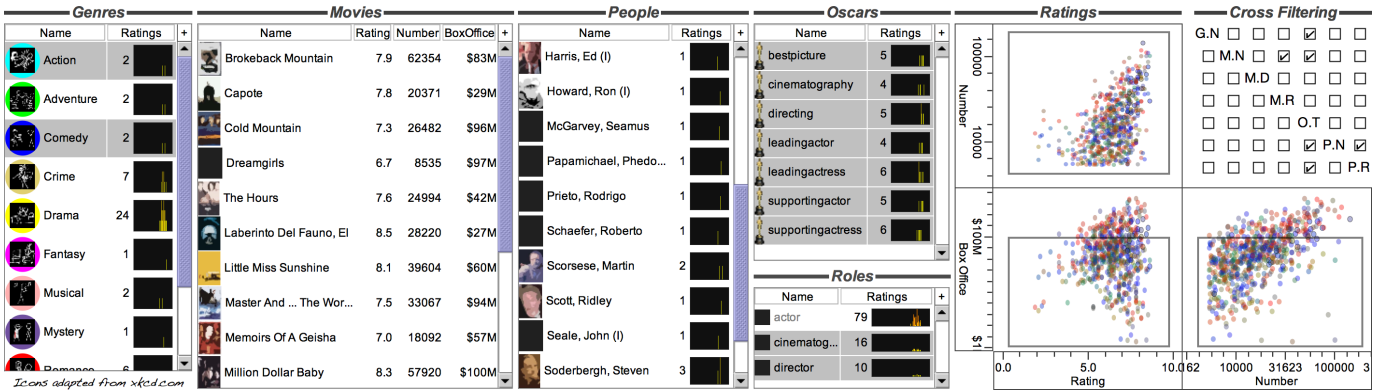 Genres Movies People Oscars Ratings Cross Filtering
Name Ratings +
Action 2
Adventure 2
Comedy 2
Crime 7
Drama 24
Fantasy 1
Musical 2
Mystery 1
Romance 6
Icons adapted from xkcd.com
Name Rating Number BoxOffice +
Brokeback Mountain 7.9 62354 $83M
Capote 7.8 20371 $29M
Cold Mountain 7.3 26482 $96M
Dreamgirls 6.7 8535 $97M
The Hours 7.6 24994 $42M
Laberinto Del Fauno, El 8.5 28220 $27M
Little Miss Sunshine 8.1 39604 $60M
Master And ... The Wor... 7.5 33067 $94M
Memoirs Of A Geisha 7.0 18092 $57M
Million Dollar Baby 8.3 57920 $100M
Name Ratings +
Harris, Ed (I) 1
Howard, Ron (I) 1
McGarvey, Seamus 1
Papamichael, Phedo... 1
Prieto, Rodrigo 1
Schaefer, Roberto 1
Scorsese, Martin 2
Scott, Ridley 1
Seale, John (I) 1
Soderbergh, Steven 3
Name Ratings +
bestpicture 5
cinematography 4
directing 5
leadingactor 4
leadingactress 6
supportingactor 5
supportingactress 6
Roles
Name Ratings +
actor 79
cinematog... 16
director 10
100000
Number
10000
$100M
Box Office
$1
0.0 5.0 10.0
Rating
62 10000 31623 100000 3
Number
G.N
M.N
M.D
M.R
O.T
P.N
P.R